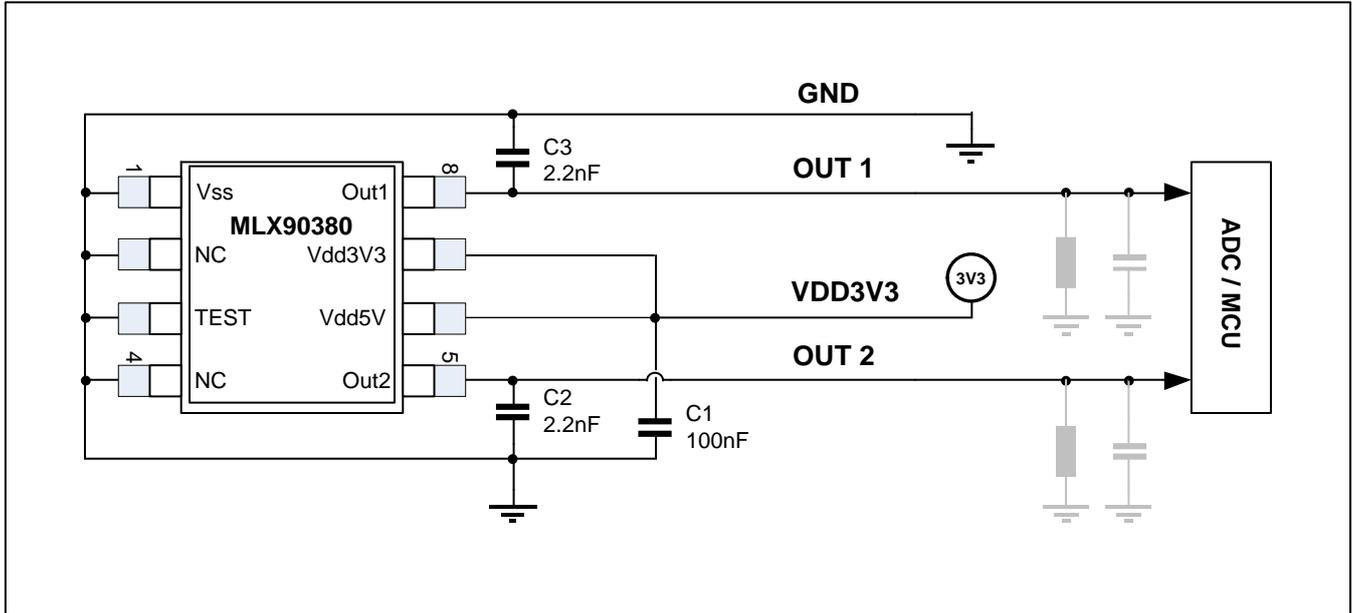 GND
C3
2.2nF
OUT 1
1
8
Vss
Out1
MLX90380
NC
Vdd3V3
3V3
VDD3V3
TEST
Vdd5V
OUT 2
4
5
NC
Out2
C2
2.2nF
C1
100nF
ADC / MCU